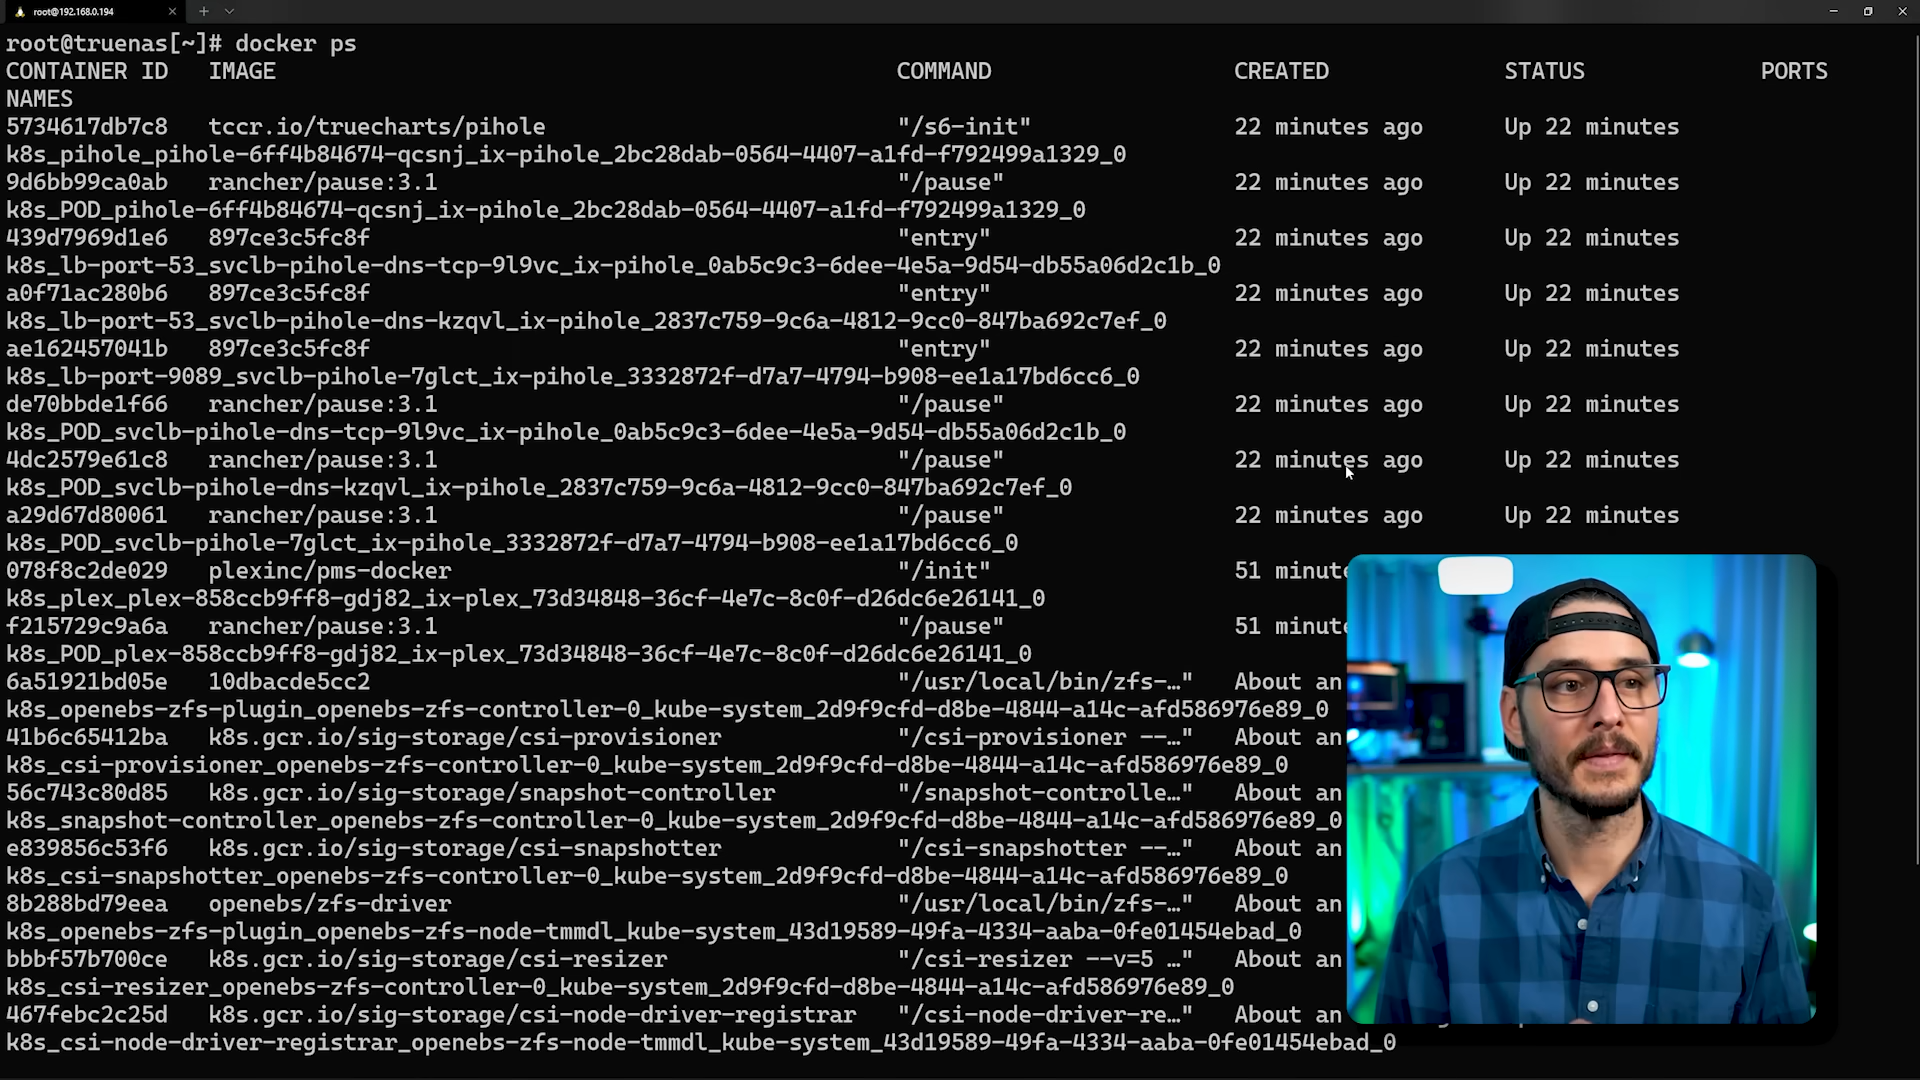 root@192.168.0.194
root@truenas[~]# docker ps
CONTAINER ID   IMAGE   COMMAND   CREATED   STATUS   PORTS
NAMES
5734617db7c8   tccr.io/truecharts/pihole   "/s6-init"   22 minutes ago   Up 22 minutes
k8s_pihole_pihole-6ff4b84674-qcsnj_ix-pihole_2bc28dab-0564-4407-a1fd-f792499a1329_0
9d6bb99ca0ab   rancher/pause:3.1   "/pause"   22 minutes ago   Up 22 minutes
k8s_POD_pihole-6ff4b84674-qcsnj_ix-pihole_2bc28dab-0564-4407-a1fd-f792499a1329_0
439d7969d1e6   897ce3c5fc8f   "entry"   22 minutes ago   Up 22 minutes
k8s_lb-port-53_svclb-pihole-dns-tcp-9l9vc_ix-pihole_0ab5c9c3-6dee-4e5a-9d54-db55a06d2c1b_0
a0f71ac280b6   897ce3c5fc8f   "entry"   22 minutes ago   Up 22 minutes
k8s_lb-port-53_svclb-pihole-dns-kzqvl_ix-pihole_2837c759-9c6a-4812-9cc0-847ba692c7ef_0
ae162457041b   897ce3c5fc8f   "entry"   22 minutes ago   Up 22 minutes
k8s_lb-port-9089_svclb-pihole-7glct_ix-pihole_3332872f-d7a7-4794-b908-ee1a17bd6cc6_0
de70bbde1f66   rancher/pause:3.1   "/pause"   22 minutes ago   Up 22 minutes
k8s_POD_svclb-pihole-dns-tcp-9l9vc_ix-pihole_0ab5c9c3-6dee-4e5a-9d54-db55a06d2c1b_0
4dc2579e61c8   rancher/pause:3.1   "/pause"   22 minutes ago   Up 22 minutes
k8s_POD_svclb-pihole-dns-kzqvl_ix-pihole_2837c759-9c6a-4812-9cc0-847ba692c7ef_0
a29d67d80061   rancher/pause:3.1   "/pause"   22 minutes ago   Up 22 minutes
k8s_POD_svclb-pihole-7glct_ix-pihole_3332872f-d7a7-4794-b908-ee1a17bd6cc6_0
078f8c2de029   plexinc/pms-docker   "/init"   51
k8s_plex_plex-858ccb9ff8-gdj82_ix-plex_73d34848-36cf-4e7c-8c0f-d26dc6e26141_0
f215729c9a6a   rancher/pause:3.1   "/pause"   51
k8s_POD_plex-858ccb9ff8-gdj82_ix-plex_73d34848-36cf-4e7c-8c0f-d26dc6e26141_0
6a51921bd05e   10dbacde5cc2   "/usr/local/bin/zfs-…"   About an
k8s_openebs-zfs-plugin_openebs-zfs-controller-0_kube-system_2d9f9cfd-d8be-4844-a14c-afd586976e89_0
41b6c65412ba   k8s.gcr.io/sig-storage/csi-provisioner   "/csi-provisioner --…"   About an
k8s_csi-provisioner_openebs-zfs-controller-0_kube-system_2d9f9cfd-d8be-4844-a14c-afd586976e89_0
56c743c80d85   k8s.gcr.io/sig-storage/snapshot-controller   "/snapshot-controlle…"   About an
k8s_snapshot-controller_openebs-zfs-controller-0_kube-system_2d9f9cfd-d8be-4844-a14c-afd586976e89_0
e839856c53f6   k8s.gcr.io/sig-storage/csi-snapshotter   "/csi-snapshotter --…"   About an
k8s_csi-snapshotter_openebs-zfs-controller-0_kube-system_2d9f9cfd-d8be-4844-a14c-afd586976e89_0
8b288bd79eea   openebs/zfs-driver   "/usr/local/bin/zfs-…"   About an
k8s_openebs-zfs-plugin_openebs-zfs-node-tmmdl_kube-system_43d19589-49fa-4334-aaba-0fe01454ebad_0
bbbf57b700ce   k8s.gcr.io/sig-storage/csi-resizer   "/csi-resizer --v=5 …"   About an
k8s_csi-resizer_openebs-zfs-controller-0_kube-system_2d9f9cfd-d8be-4844-a14c-afd586976e89_0
467febc2c25d   k8s.gcr.io/sig-storage/csi-node-driver-registrar   "/csi-node-driver-re…"   About an
k8s_csi-node-driver-registrar_openebs-zfs-node-tmmdl_kube-system_43d19589-49fa-4334-aaba-0fe01454ebad_0